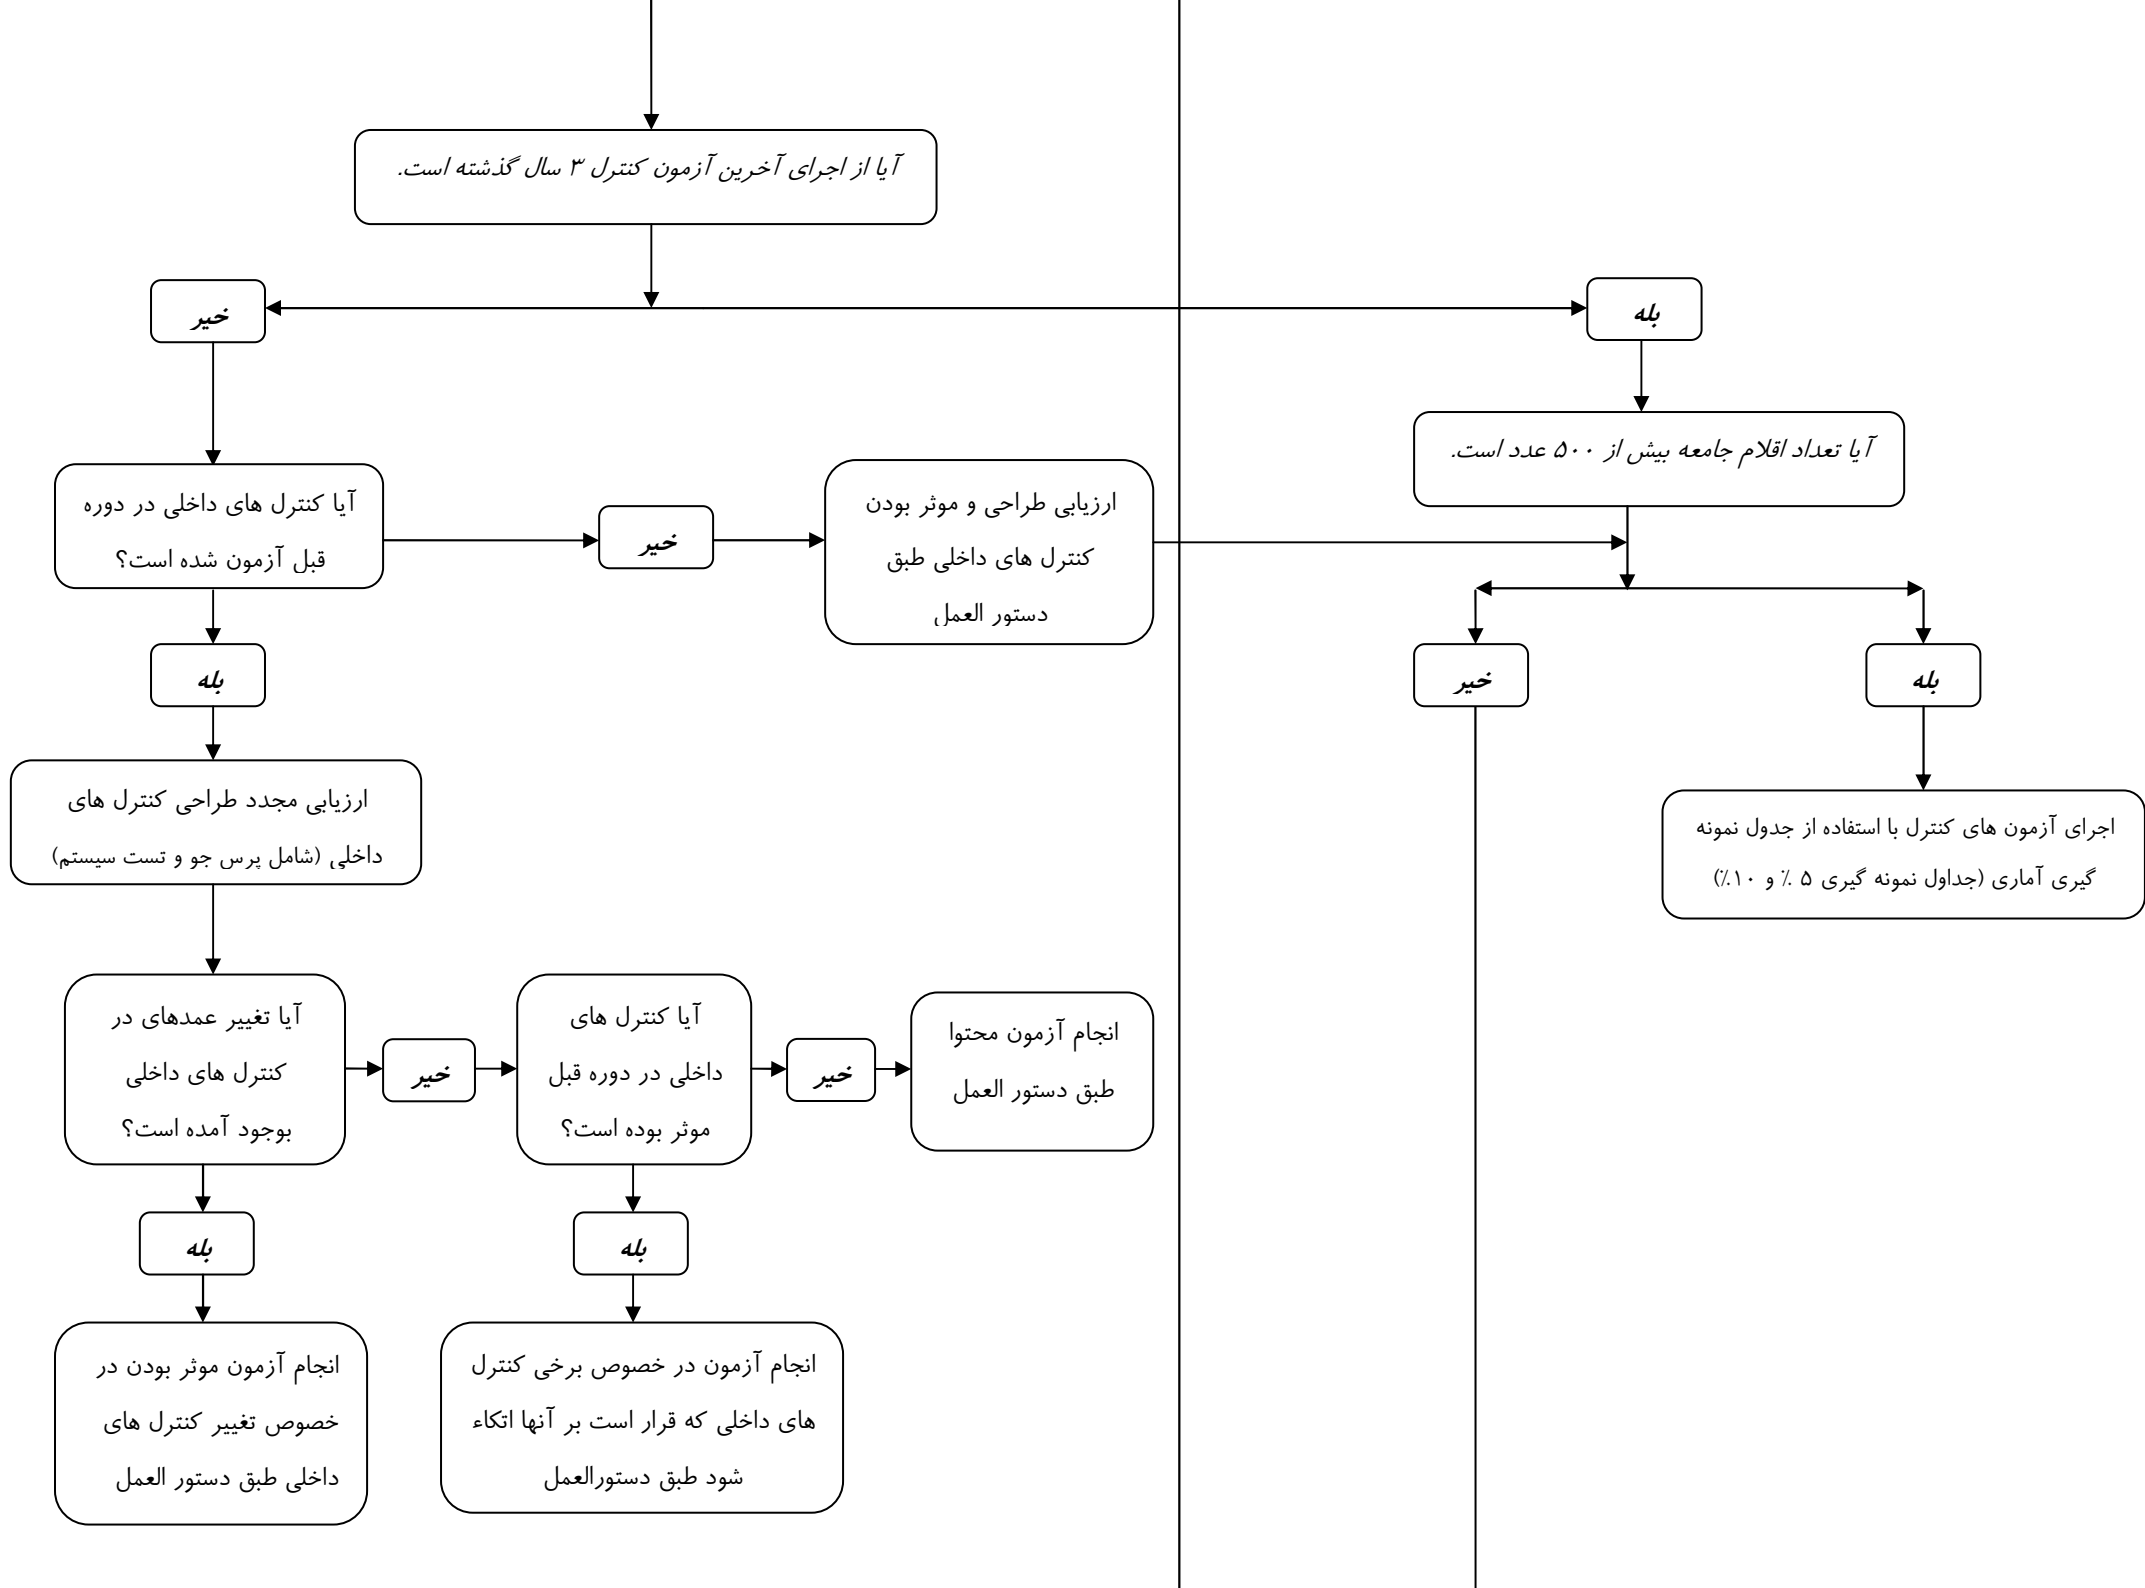 آیا از اجرای آخرین آزمون کنترل ۳ سال گذشته است.
بله
خیر
آیا تعداد اقلام جامعه بیش از ۵۰۰ عدد است.
آیا کنترل های داخلی در دوره
قبل آزمون شده است؟
خیر
ارزیابی طراحی و موثر بودن
کنترل های داخلی طبق
دستور العمل
بله
خیر
بله
اجرای آزمون های کنترل با استفاده از جدول نمونه
گیری آماری (جداول نمونه گیری ۵ ٪ و ۱۰٪)
ارزیابی مجدد طراحی کنترل های
داخلی (شامل پرس جو و تست سیستم)
آیا تغییر عمدهای در
کنترل های داخلی
بوجود آمده است؟
خیر
آیا کنترل های
داخلی در دوره قبل
موثر بوده است؟
خیر
انجام آزمون محتوا
طبق دستور العمل
بله
بله
انجام آزمون موثر بودن در
خصوص تغییر کنترل های
داخلی طبق دستور العمل
انجام آزمون در خصوص برخی کنترل
های داخلی که قرار است بر آنها اتکاء
شود طبق دستورالعمل